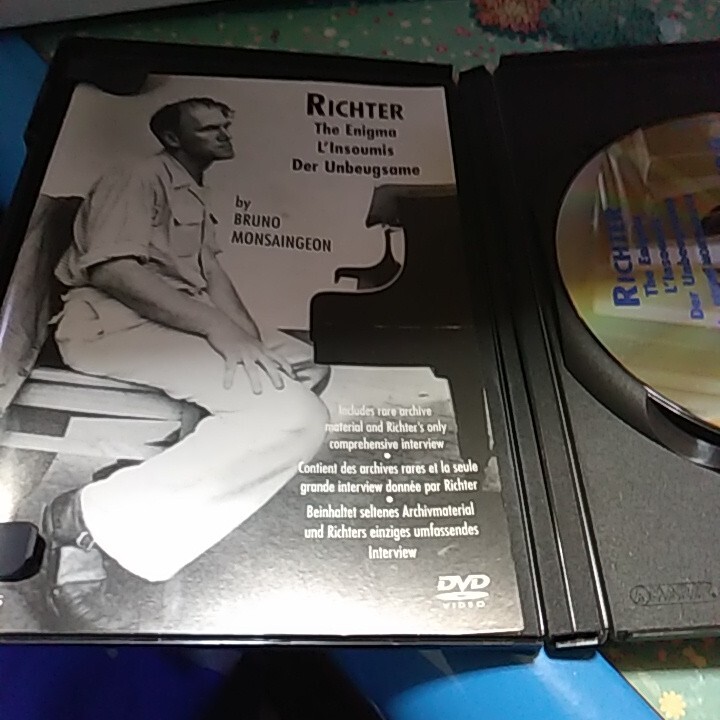 RICHTER
The Enigma
L'Insoumis
Der Unbeugsame
by
BRUNO
MONSAINGEON
Includes rare archive
material and Richter's only
comprehensive interview
•
Contient des archives rares et la seule
grande interview donnée par Richter
•
Beinhaltet seltenes Archivmaterial
und Richters einziges umfassendes
Interview
DVD
VIDEO
RICHTER
The Enigma
L'Insoumis
Der Unbeugsame